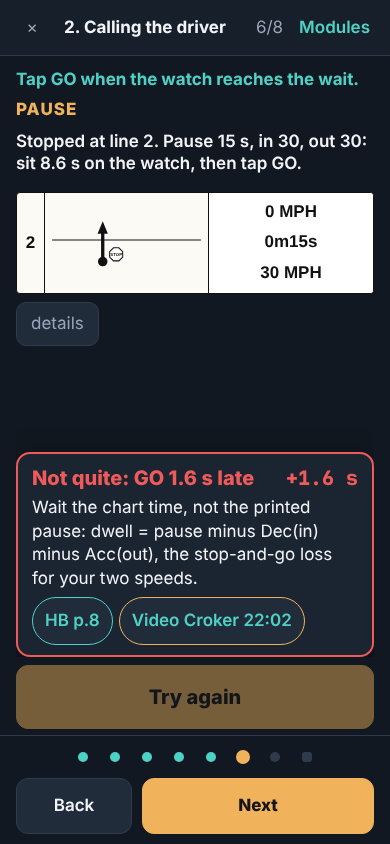 × 2. Calling the driver 6/8 Modules
Tap GO when the watch reaches the wait.
PAUSE
Stopped at line 2. Pause 15 s, in 30, out 30:
sit 8.6 s on the watch, then tap GO.
2
STOP
0 MPH
0m15s
30 MPH
details
Not quite: GO 1.6 s late +1.6 s
Wait the chart time, not the printed
pause: dwell = pause minus Dec(in)
minus Acc(out), the stop-and-go loss
for your two speeds.
HB p.8 Video Croker 22:02
Try again
Back Next